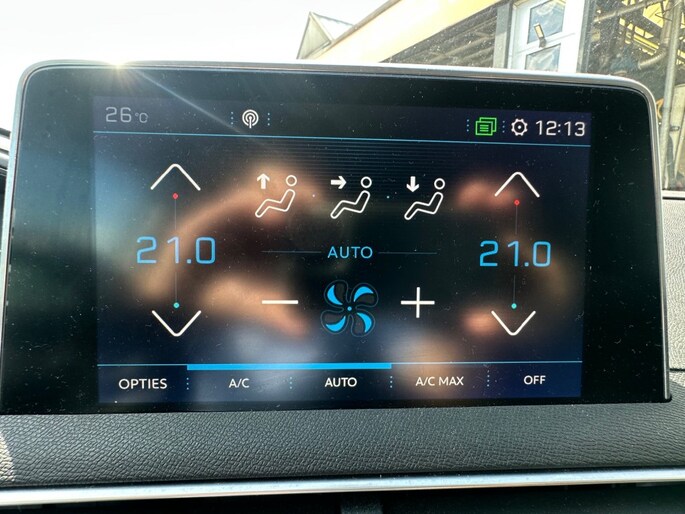 26°C 12:13
21.0 21.0
AUTO
OPTIES A/C AUTO A/C MAX OFF